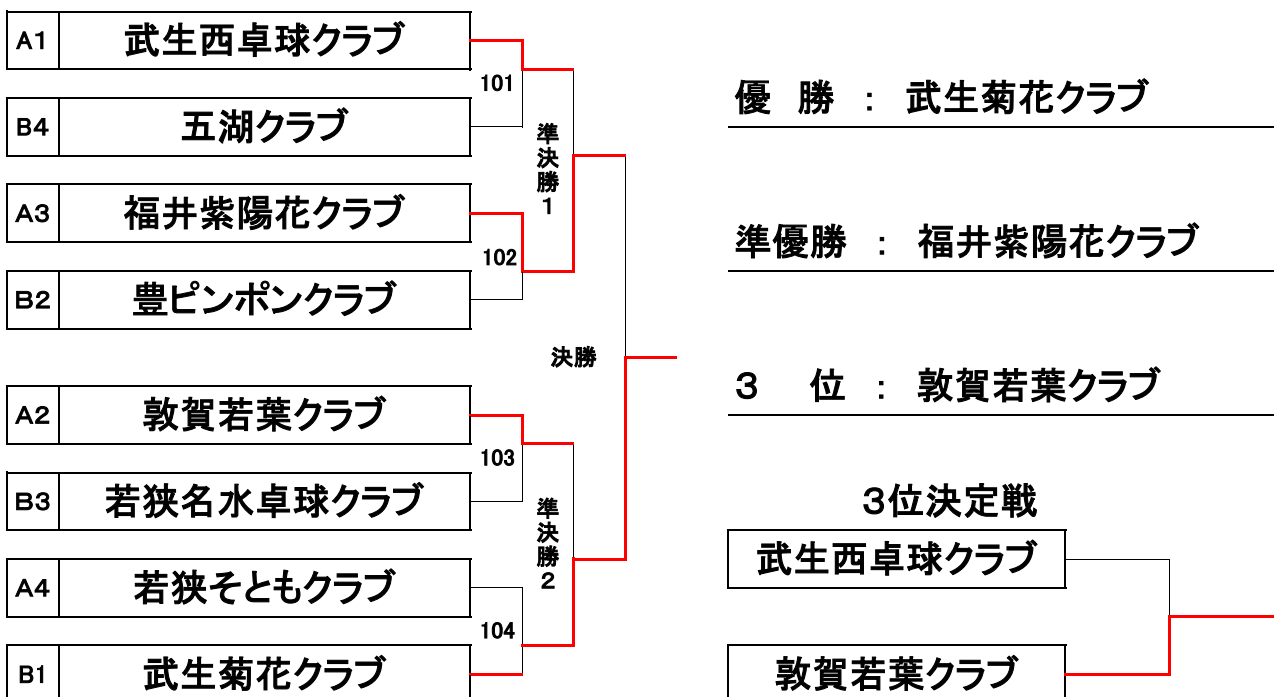 A1 武生西卓球クラブ
101
B4 五湖クラブ
準決勝1
A3 福井紫陽花クラブ
102
B2 豊ピンポンクラブ
決勝
A2 敦賀若葉クラブ
103
B3 若狭名水卓球クラブ
準決勝2
A4 若狭そともクラブ
104
B1 武生菊花クラブ
優 勝 : 武生菊花クラブ
準優勝 : 福井紫陽花クラブ
3 位 : 敦賀若葉クラブ
3位決定戦
武生西卓球クラブ
敦賀若葉クラブ